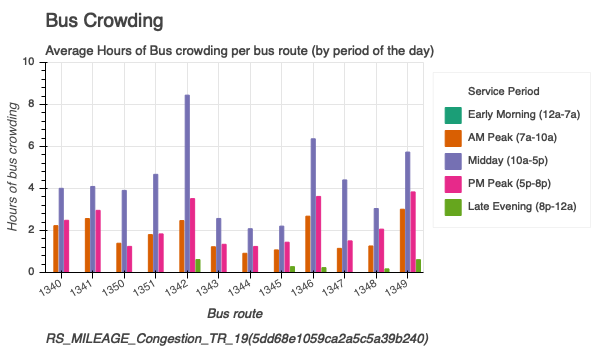 Bus Crowding
Average Hours of Bus crowding per bus route (by period of the day)
10
8
6
4
2
0
Hours of bus crowding
1340
1341
1350
1351
1342
1343
1344
1345
1346
1347
1348
1349
Bus route
Service Period
Early Morning (12a-7a)
AM Peak (7a-10a)
Midday (10a-5p)
PM Peak (5p-8p)
Late Evening (8p-12a)
RS_MILEAGE_Congestion_TR_19(5dd68e1059ca2a5c5a39b240)